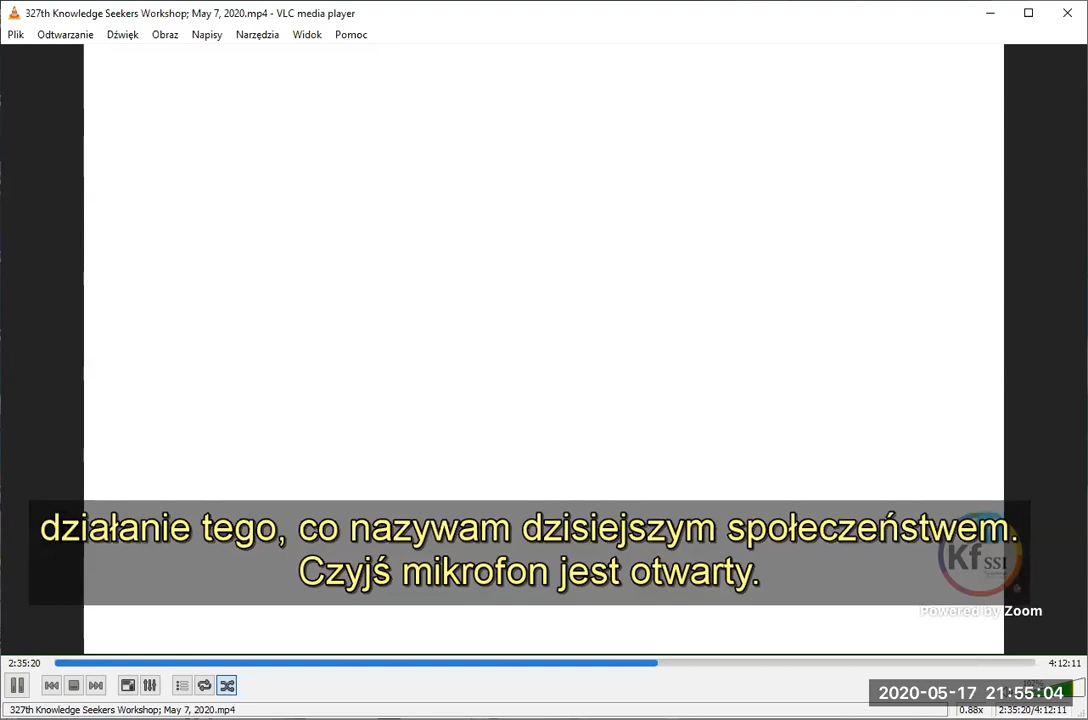 327th Knowledge Seekers Workshop; May 7, 2020.mp4 - VLC media player
Plik Odtwarzanie Dźwięk Obraz Napisy Narzędzia Widok Pomoc
działanie tego, co nazywam dzisiejszym społeczeństwem.
Czyjś mikrofon jest otwarty.
Kf SSI
Powered by Zoom
2:35:20 4:12:11
102%
2020-05-17 21:55:04
327th Knowledge Seekers Workshop; May 7, 2020.mp4 0.88x 2:35:20/4:12:11